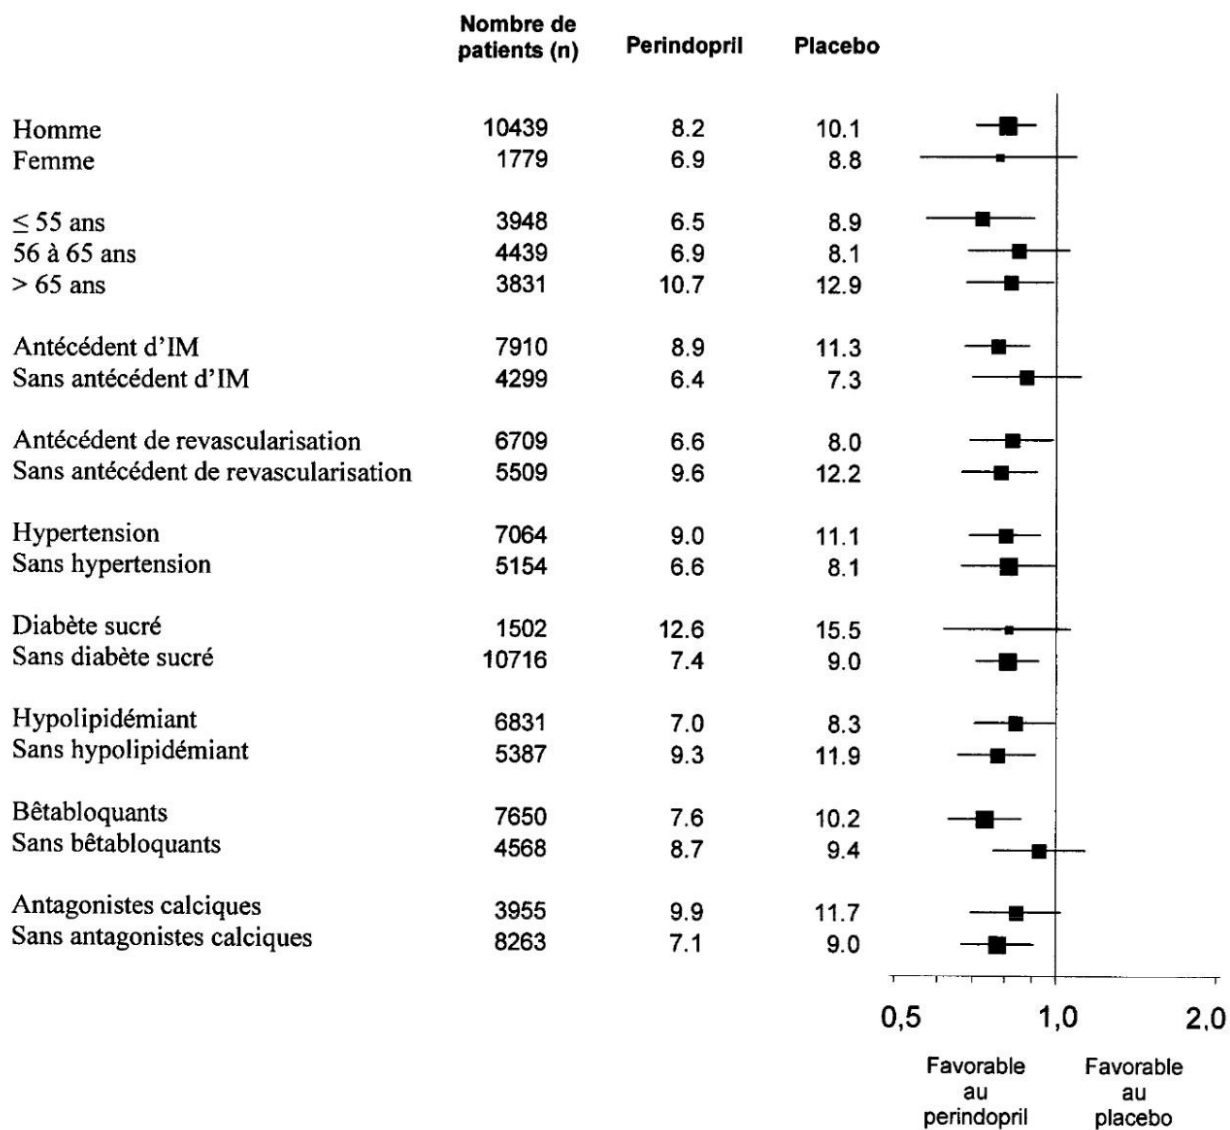 Nombre de
patients (n) Perindopril Placebo
Homme 10439 8.2 10.1
Femme 1779 6.9 8.8
≤ 55 ans 3948 6.5 8.9
56 à 65 ans 4439 6.9 8.1
> 65 ans 3831 10.7 12.9
Antécédent d'IM 7910 8.9 11.3
Sans antécédent d'IM 4299 6.4 7.3
Antécédent de revascularisation 6709 6.6 8.0
Sans antécédent de revascularisation 5509 9.6 12.2
Hypertension 7064 9.0 11.1
Sans hypertension 5154 6.6 8.1
Diabète sucré 1502 12.6 15.5
Sans diabète sucré 10716 7.4 9.0
Hypolipidémiant 6831 7.0 8.3
Sans hypolipidémiant 5387 9.3 11.9
Bêtabloquants 7650 7.6 10.2
Sans bêtabloquants 4568 8.7 9.4
Antagonistes calciques 3955 9.9 11.7
Sans antagonistes calciques 8263 7.1 9.0
0,5 1,0 2,0
Favorable Favorable
au au
perindopril placebo